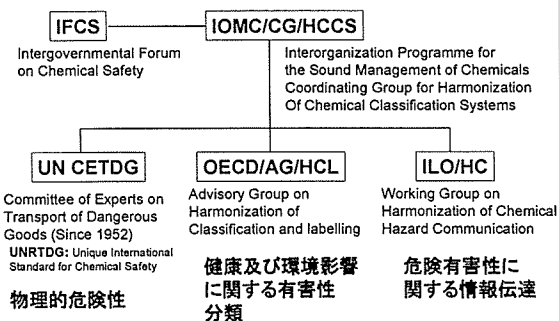 IFCS
IOMC/CG/HCCS
Intergovernmental Forum
on Chemical Safety
Interorganization Programme for
the Sound Management of Chemicals
Coordinating Group for Harmonization
Of Chemical Classification Systems
UN CETDG
Committee of Experts on
Transport of Dangerous
Goods (Since 1952)
UNRTDG: Unique International
Standard for Chemical Safety
物理的危険性
OECD/AG/HCL
Advisory Group on
Harmonization of
Classification and labelling
健康及び環境影響
に関する有害性
分類
ILO/HC
Working Group on
Harmonization of Chemical
Hazard Communication
危険有害性に
関する情報伝達